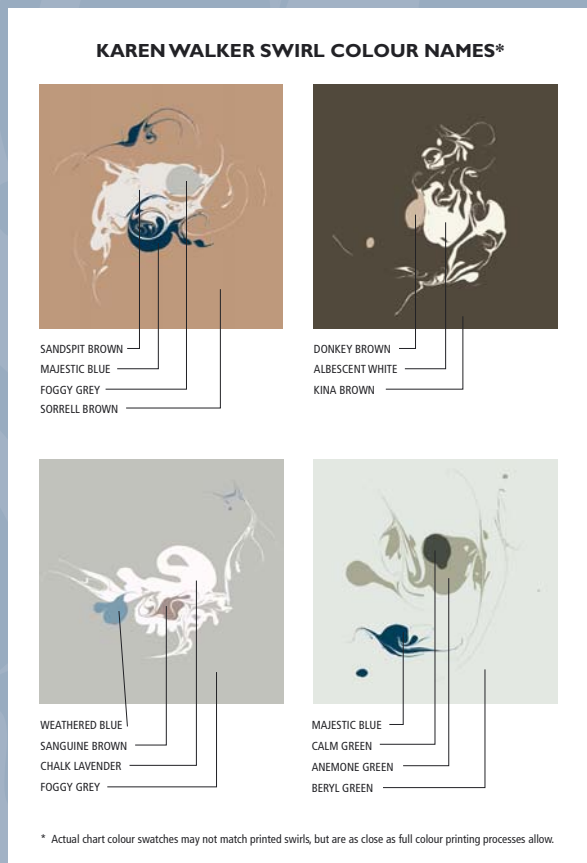 KAREN WALKER SWIRL COLOUR NAMES*
SANDSPIT BROWN
MAJESTIC BLUE
FOGGY GREY
SORRELL BROWN
DONKEY BROWN
ALBESCENT WHITE
KINA BROWN
WEATHERED BLUE
SANGUINE BROWN
CHALK LAVENDER
FOGGY GREY
MAJESTIC BLUE
CALM GREEN
ANEMONE GREEN
BERYL GREEN
* Actual chart colour swatches may not match printed swirls, but are as close as full colour printing processes allow.